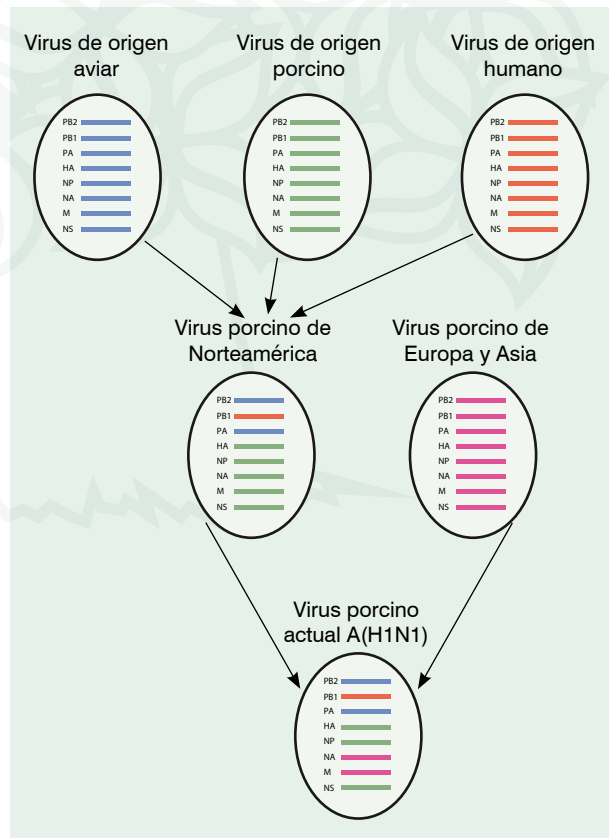 Virus de origen
aviar
Virus de origen
porcino
Virus de origen
humano
PB2
PB1
PA
HA
NP
NA
M
NS
PB2
PB1
PA
HA
NP
NA
M
NS
PB2
PB1
PA
HA
NP
NA
M
NS
Virus porcino de
Norteamérica
Virus porcino de
Europa y Asia
PB2
PB1
PA
HA
NP
NA
M
NS
PB2
PB1
PA
HA
NP
NA
M
NS
Virus porcino
actual A(H1N1)
PB2
PB1
PA
HA
NP
NA
M
NS